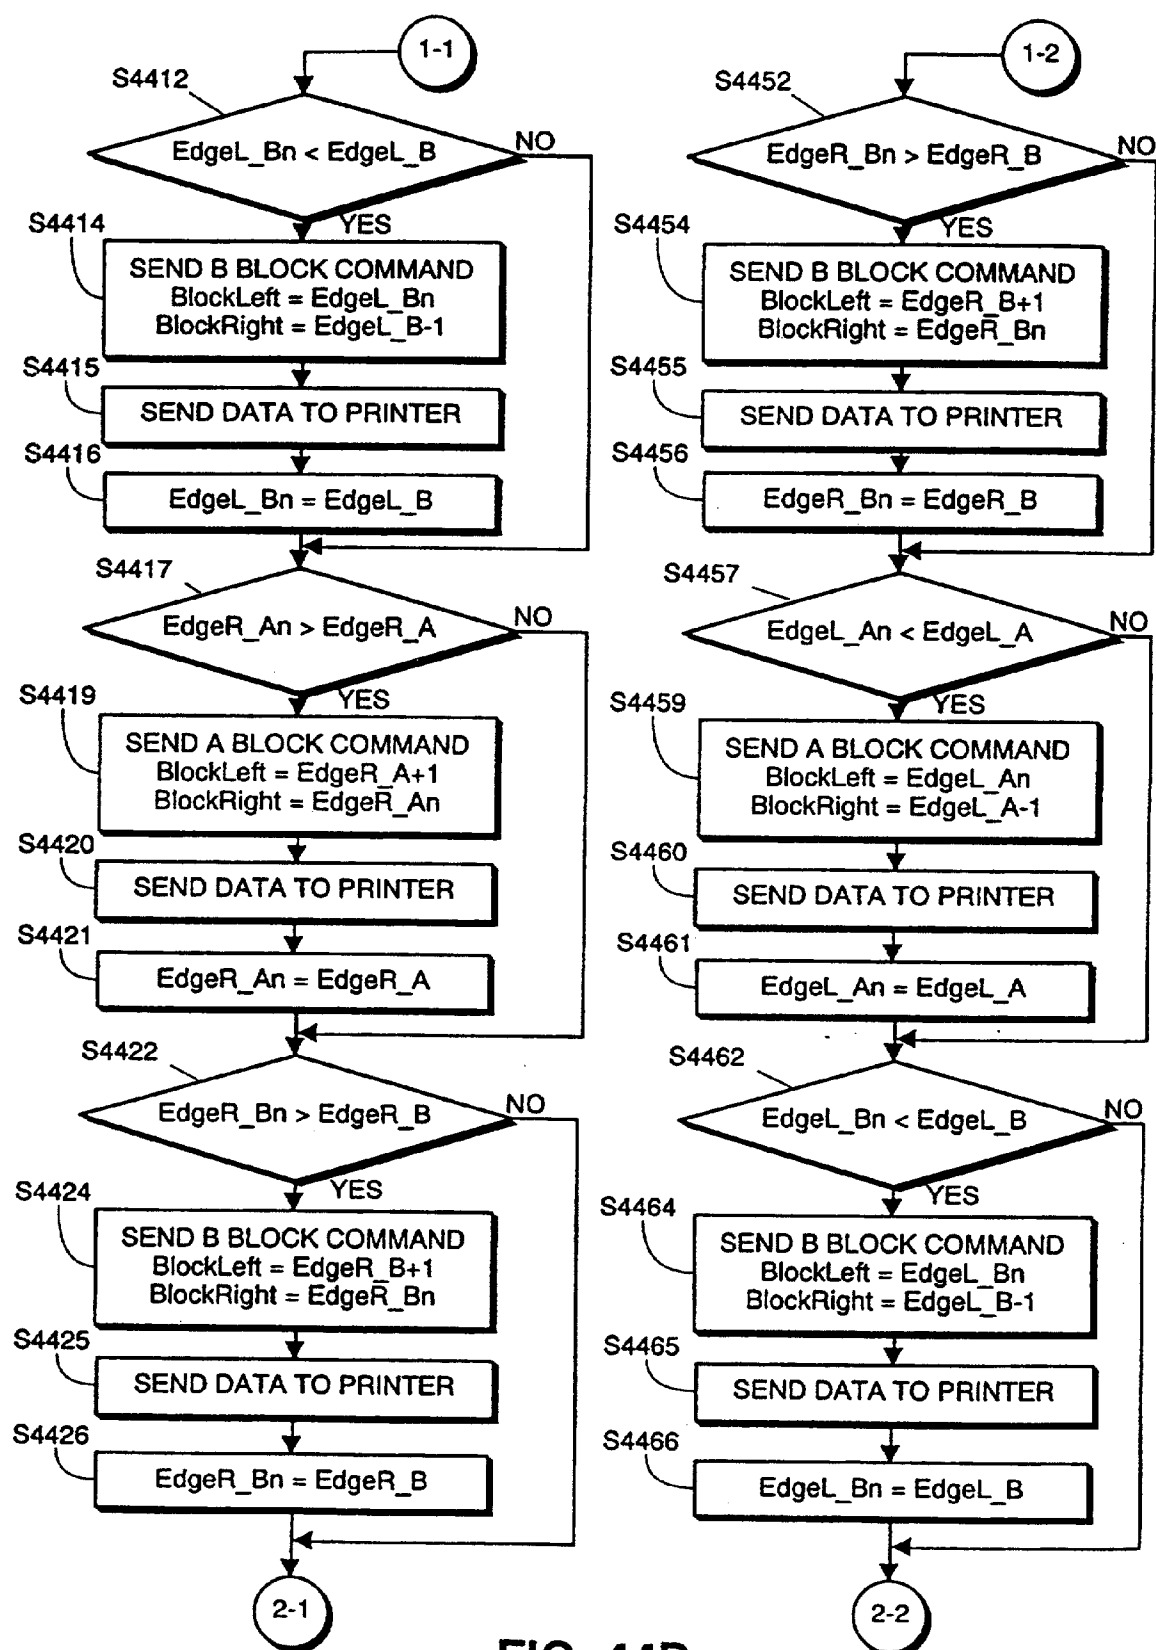 1-1
S4412
EdgeL_Bn < EdgeL_B
NO
YES
S4414
SEND B BLOCK COMMAND
BlockLeft = EdgeL_Bn
BlockRight = EdgeL_B-1
S4415
SEND DATA TO PRINTER
S4416
EdgeL_Bn = EdgeL_B
S4417
EdgeR_An > EdgeR_A
NO
YES
S4419
SEND A BLOCK COMMAND
BlockLeft = EdgeR_A+1
BlockRight = EdgeR_An
S4420
SEND DATA TO PRINTER
S4421
EdgeR_An = EdgeR_A
S4422
EdgeR_Bn > EdgeR_B
NO
YES
S4424
SEND B BLOCK COMMAND
BlockLeft = EdgeR_B+1
BlockRight = EdgeR_Bn
S4425
SEND DATA TO PRINTER
S4426
EdgeR_Bn = EdgeR_B
2-1
1-2
S4452
EdgeR_Bn > EdgeR_B
NO
YES
S4454
SEND B BLOCK COMMAND
BlockLeft = EdgeR_B+1
BlockRight = EdgeR_Bn
S4455
SEND DATA TO PRINTER
S4456
EdgeR_Bn = EdgeR_B
S4457
EdgeL_An < EdgeL_A
NO
YES
S4459
SEND A BLOCK COMMAND
BlockLeft = EdgeL_An
BlockRight = EdgeL_A-1
S4460
SEND DATA TO PRINTER
S4461
EdgeL_An = EdgeL_A
S4462
EdgeL_Bn < EdgeL_B
NO
YES
S4464
SEND B BLOCK COMMAND
BlockLeft = EdgeL_Bn
BlockRight = EdgeL_B-1
S4465
SEND DATA TO PRINTER
S4466
EdgeL_Bn = EdgeL_B
2-2